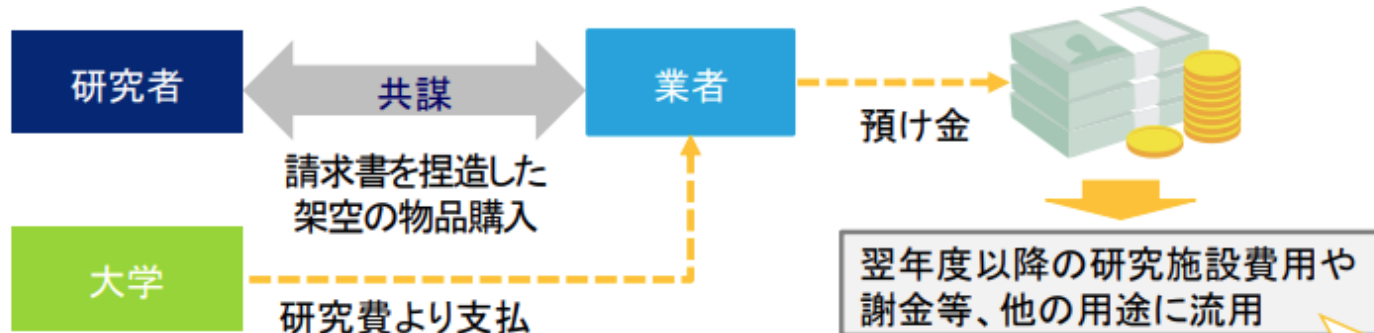 研究者
共謀
業者
預け金
請求書を捏造した
架空の物品購入
大学
研究費より支払
翌年度以降の研究施設費用や
謝金等、他の用途に流用